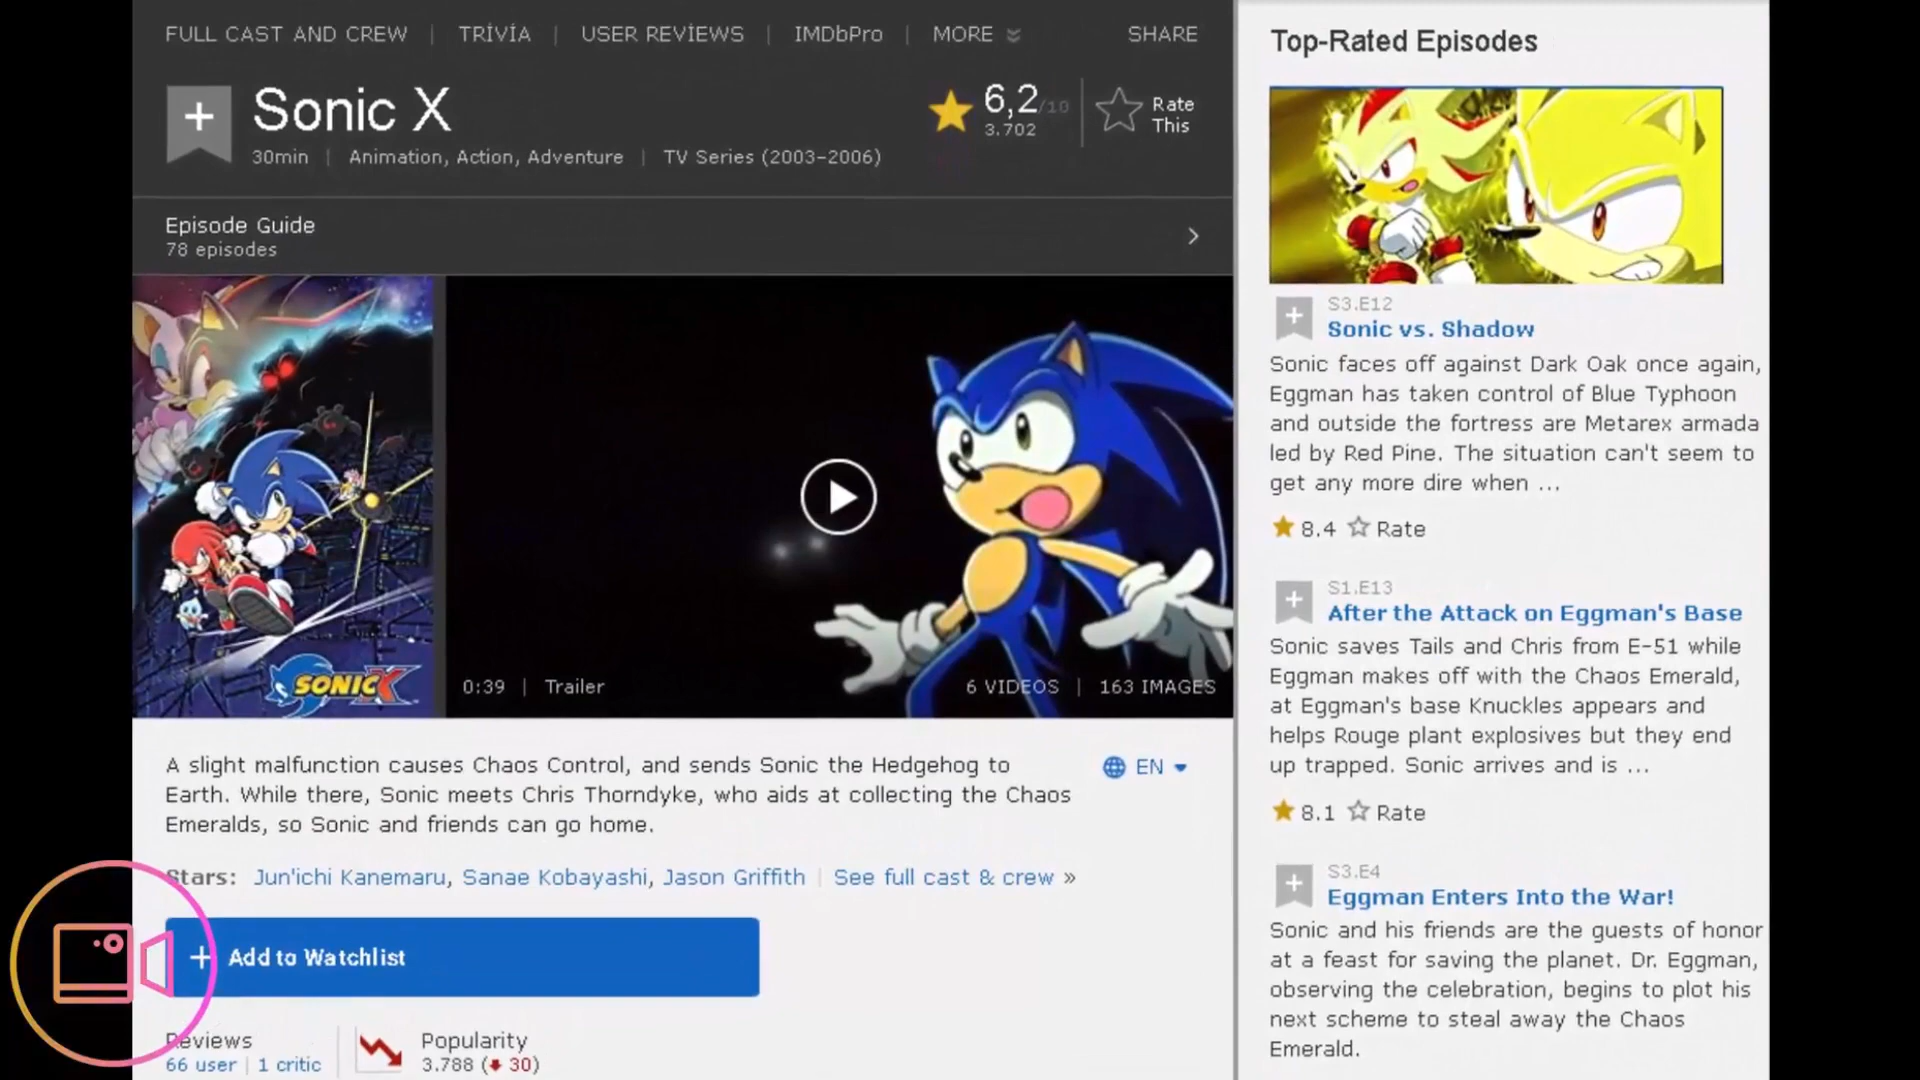 FULL CAST AND CREW | TRİVİA | USER REVİEWS | IMDbPro | MORE SHARE
+ Sonic X
30min | Animation, Action, Adventure | TV Series (2003-2006)
6,2/10
3.702
Rate
This
Episode Guide
78 episodes
SONIC X
0:39 | Trailer
6 VIDEOS | 163 IMAGES
A slight malfunction causes Chaos Control, and sends Sonic the Hedgehog to
Earth. While there, Sonic meets Chris Thorndyke, who aids at collecting the Chaos
Emeralds, so Sonic and friends can go home.
EN
Stars: Jun'ichi Kanemaru, Sanae Kobayashi, Jason Griffith | See full cast & crew »
+ Add to Watchlist
Reviews
66 user | 1 critic
Popularity
3.788 (30)
Top-Rated Episodes
S3.E12
Sonic vs. Shadow
Sonic faces off against Dark Oak once again,
Eggman has taken control of Blue Typhoon
and outside the fortress are Metarex armada
led by Red Pine. The situation can't seem to
get any more dire when ...
8.4 Rate
S1.E13
After the Attack on Eggman's Base
Sonic saves Tails and Chris from E-51 while
Eggman makes off with the Chaos Emerald,
at Eggman's base Knuckles appears and
helps Rouge plant explosives but they end
up trapped. Sonic arrives and is ...
8.1 Rate
S3.E4
Eggman Enters Into the War!
Sonic and his friends are the guests of honor
at a feast for saving the planet. Dr. Eggman,
observing the celebration, begins to plot his
next scheme to steal away the Chaos
Emerald.